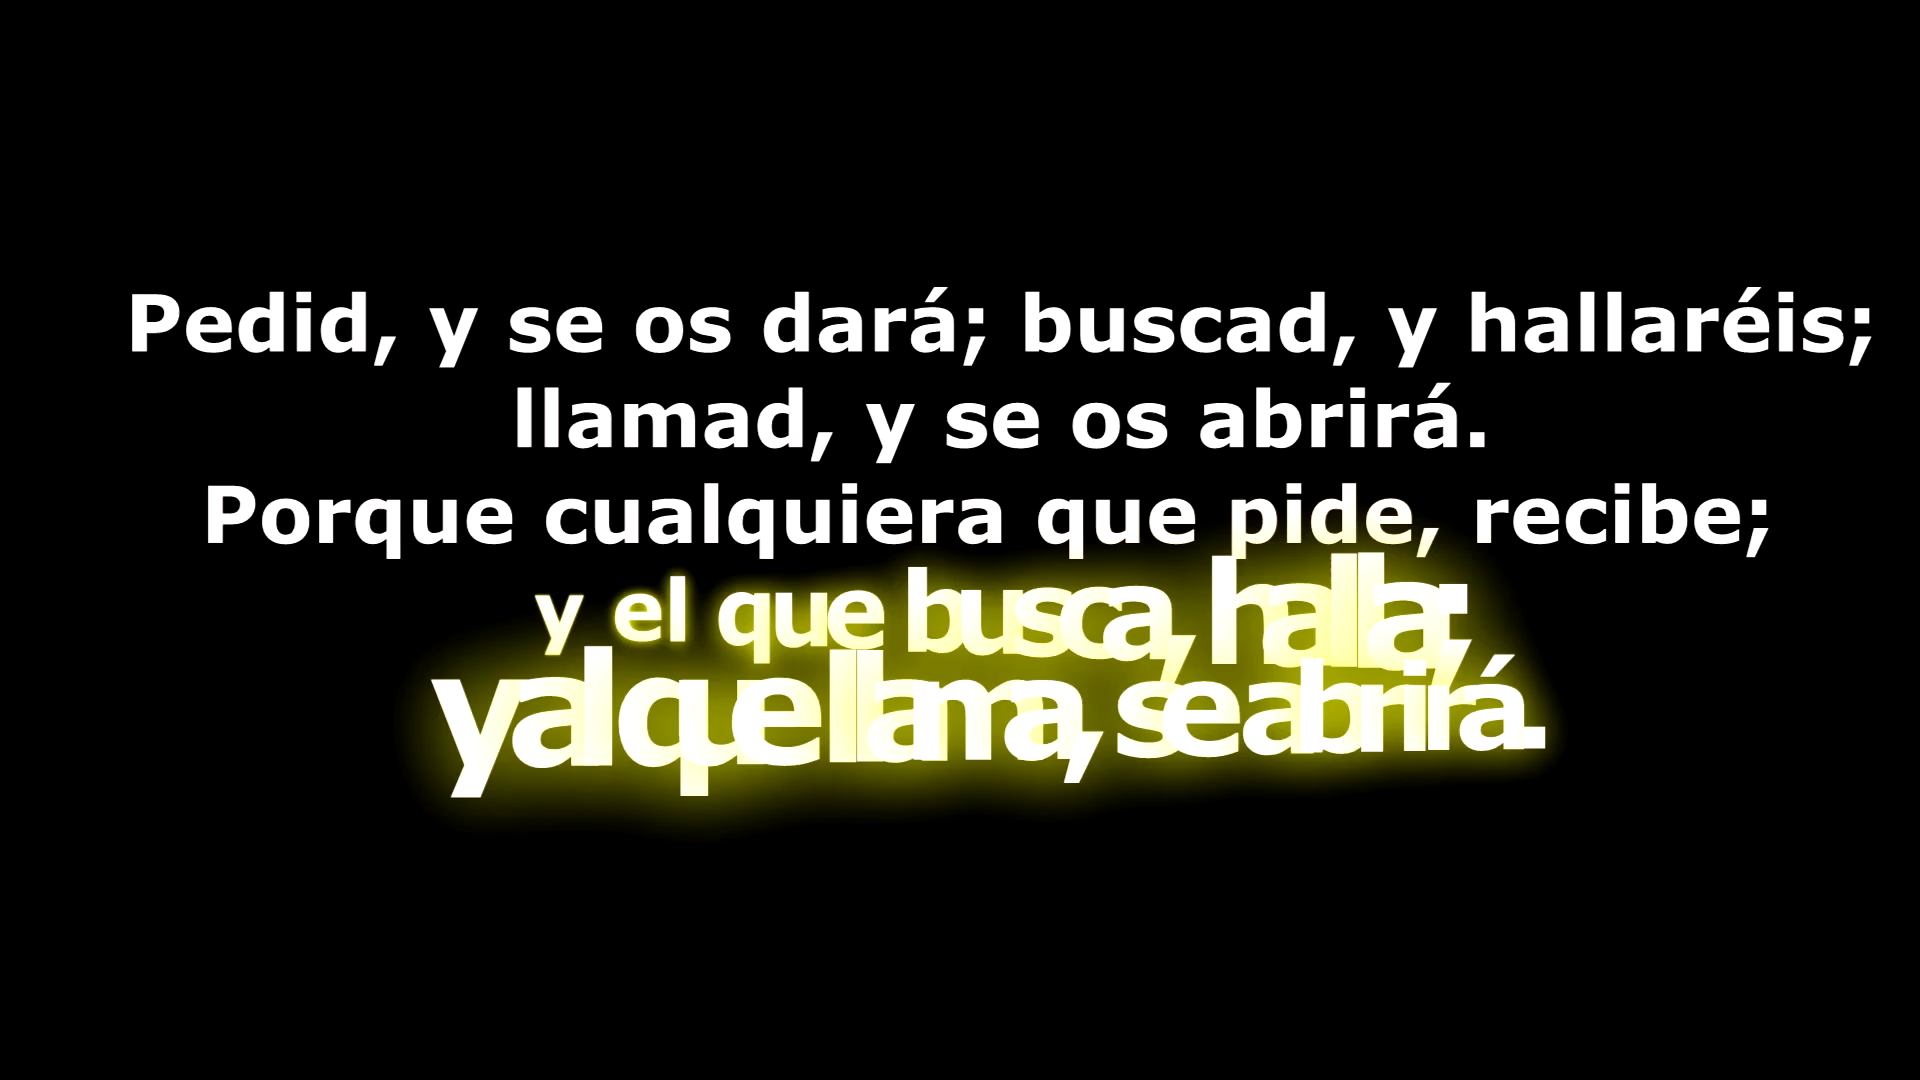 Pedid, y se os dará; buscad, y hallaréis;
llamad, y se os abrirá.
Porque cualquiera que pide, recibe;
y el que busca, halla;
y al que llama, se abrirá.